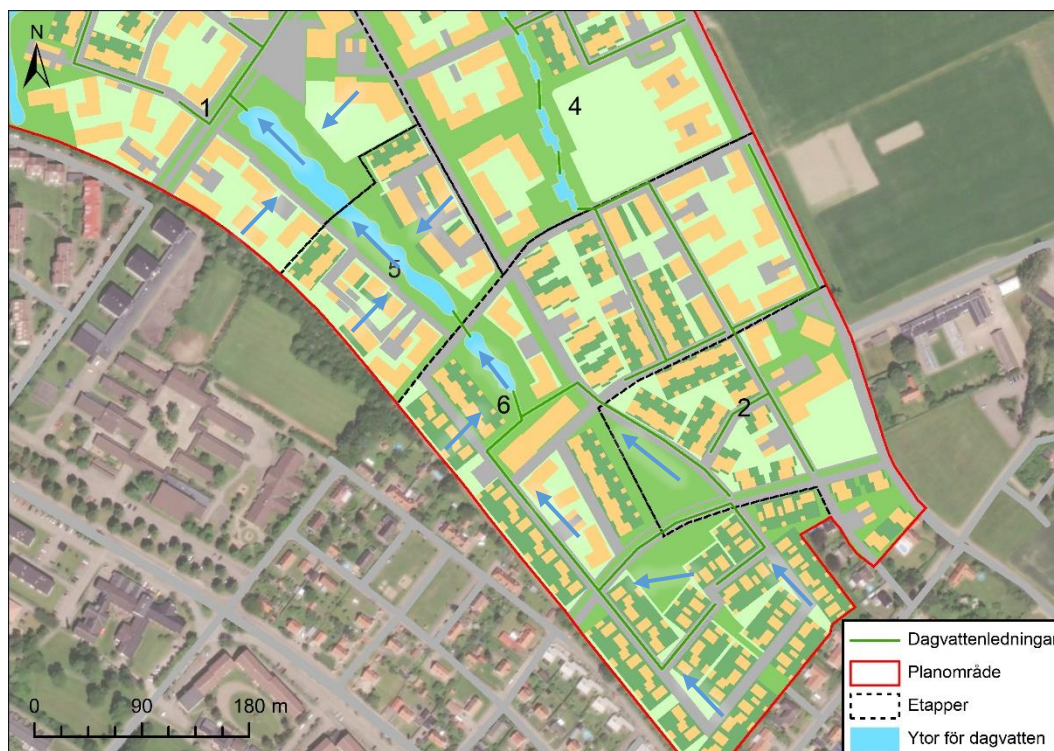 N
1
4
5
6
2
0 90 180 m
Dagvattenledningar
Planområde
Etapper
Ytor för dagvatten